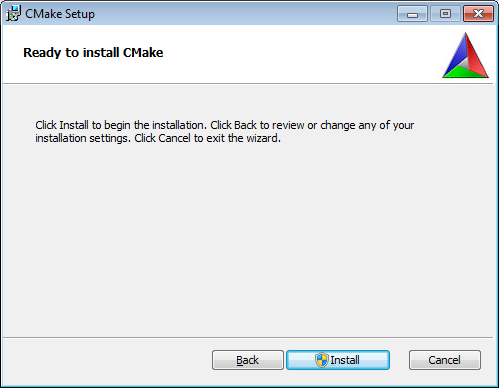 CMake Setup
Ready to install CMake
Click Install to begin the installation. Click Back to review or change any of your
installation settings. Click Cancel to exit the wizard.
Back
Install
Cancel